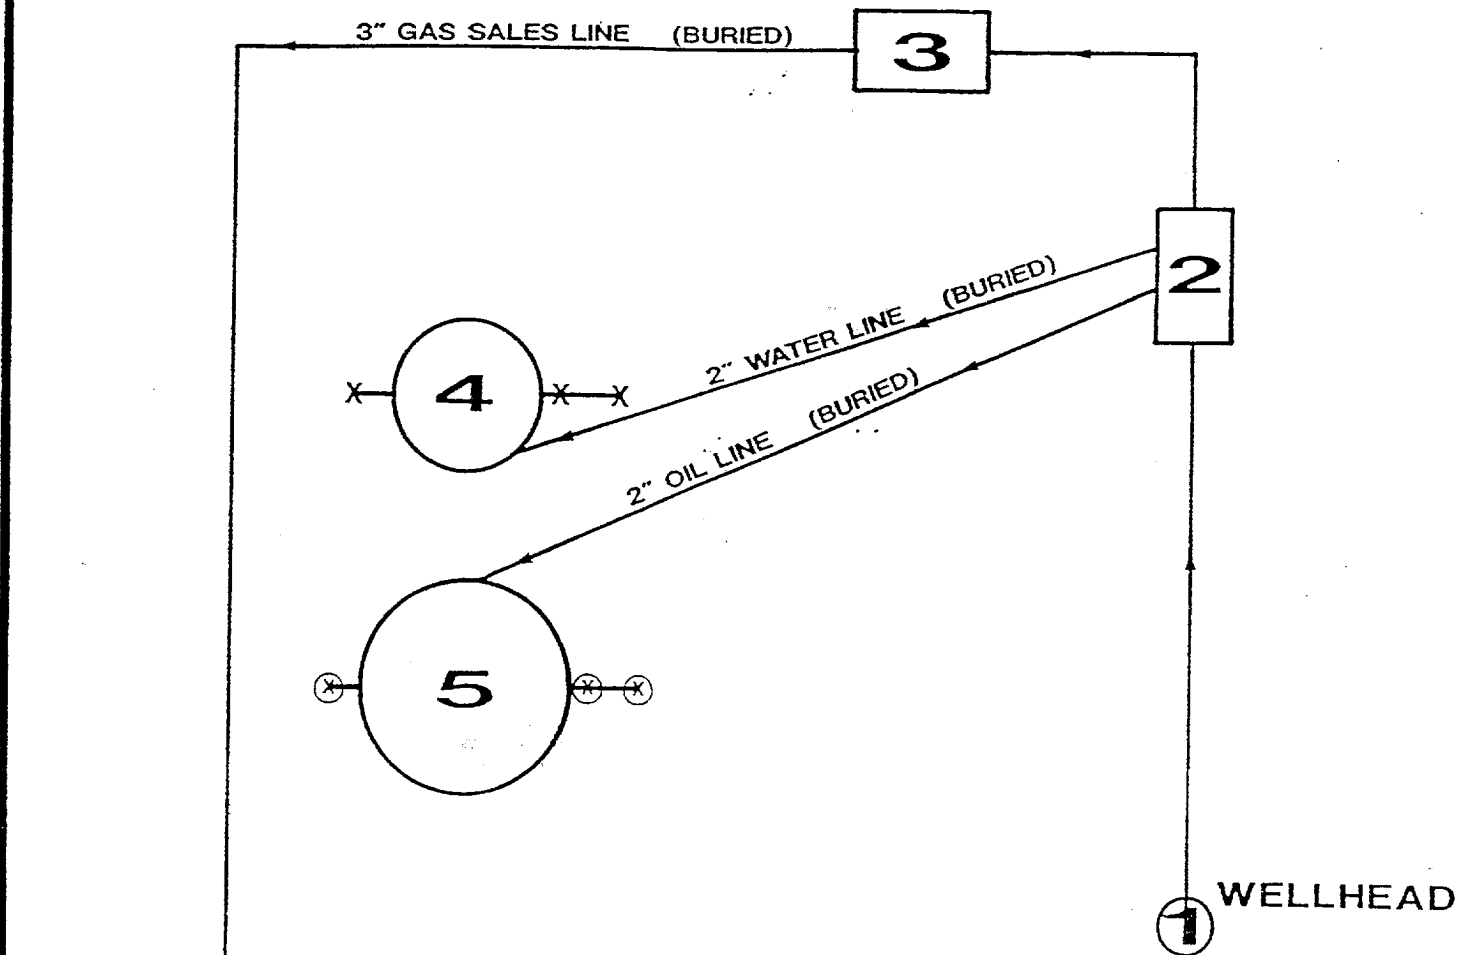 3" GAS SALES LINE (BURIED)
3
2
2" WATER LINE (BURIED)
4
X
X
X
2" OIL LINE (BURIED)
5
X
X
X
WELLHEAD
1